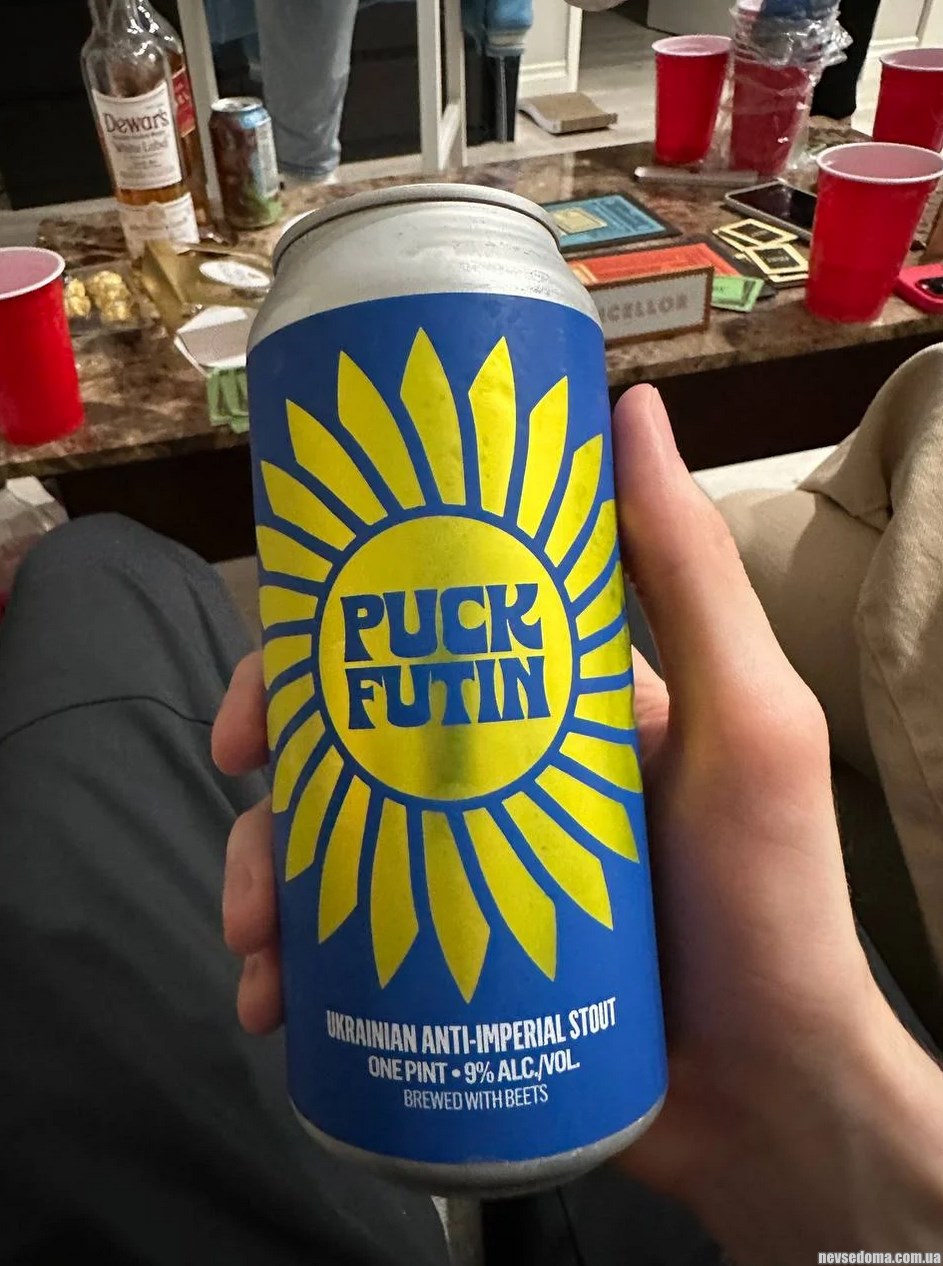 Dewar's
White Label
CELLOR
PUCK
FUTIN
UKRAINIAN ANTI-IMPERIAL STOUT
ONE PINT • 9% ALC./VOL.
BREWED WITH BEETS
nevsedoma.com.ua